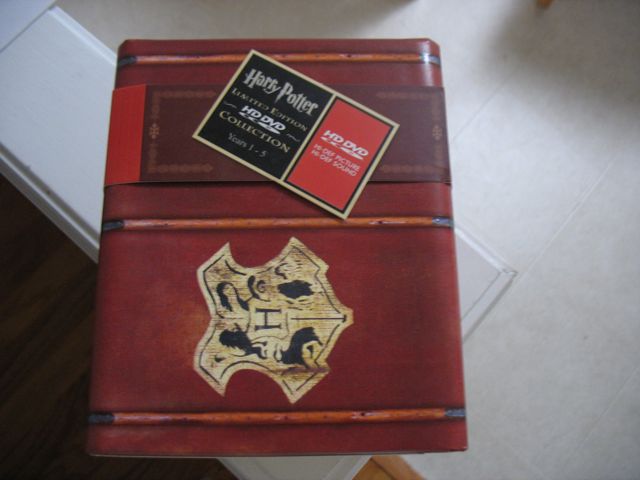 Harry Potter
LIMITED EDITION
~ HD DVD ~
COLLECTION
Years 1 - 5
HD DVD
HI-DEF PICTURE
HI-DEF SOUND
H